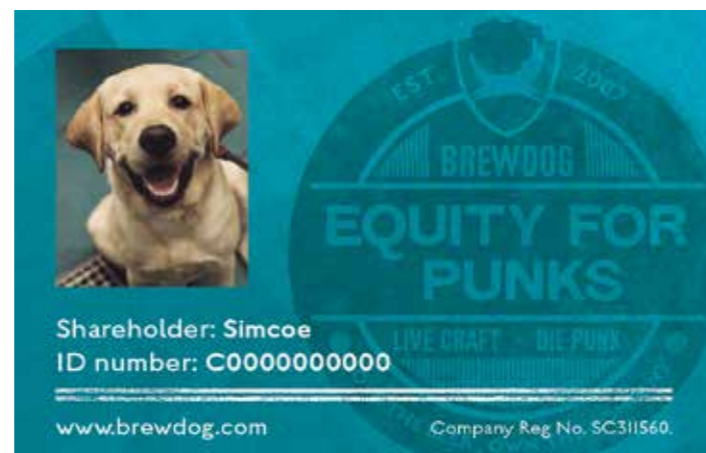 EST. 2007
BREWDOG
EQUITY FOR
PUNKS
LIVE CRAFT · DIE PUNK
Shareholder: Simcoe
ID number: C0000000000
www.brewdog.com
Company Reg No. SC311560.